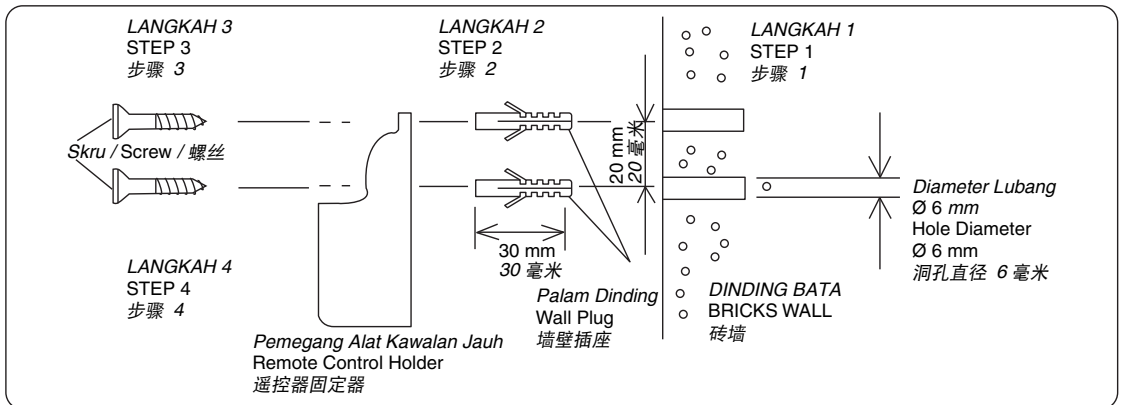 LANGKAH 3
STEP 3
步骤 3
LANGKAH 2
STEP 2
步骤 2
LANGKAH 1
STEP 1
步骤 1
Skru / Screw / 螺丝
20 mm
20 毫米
Diameter Lubang
Ø 6 mm
Hole Diameter
Ø 6 mm
洞孔直径 6 毫米
30 mm
30 毫米
LANGKAH 4
STEP 4
步骤 4
Palam Dinding
Wall Plug
墙壁插座
DINDING BATA
BRICKS WALL
砖墙
Pemegang Alat Kawalan Jauh
Remote Control Holder
遥控器固定器